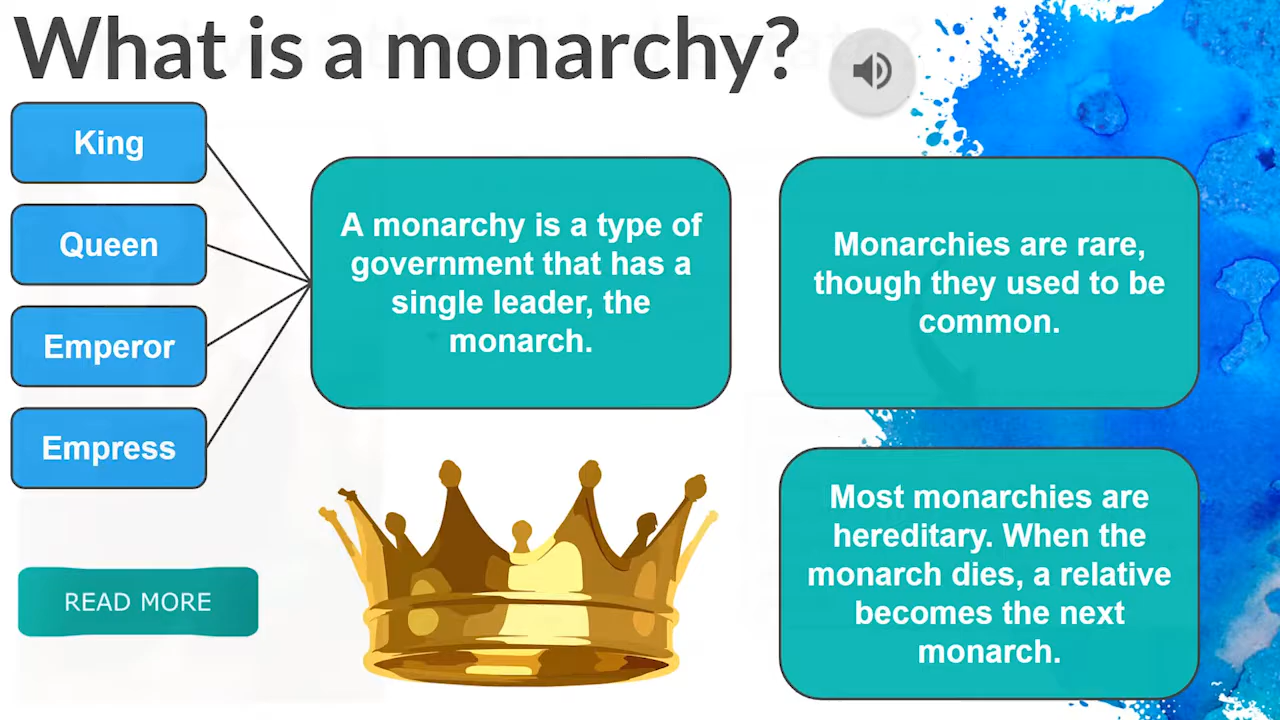 What is a monarchy?
King
Queen
Emperor
Empress
A monarchy is a type of
government that has a
single leader, the
monarch.
Monarchies are rare,
though they used to be
common.
Most monarchies are
hereditary. When the
monarch dies, a relative
becomes the next
monarch.
READ MORE